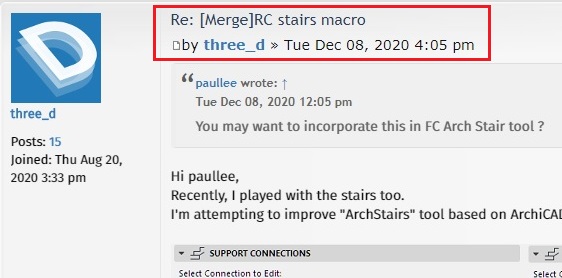 Re: [Merge]RC stairs macro
by three_d » Tue Dec 08, 2020 4:05 pm
three_d
Posts: 15
Joined: Thu Aug 20,
2020 3:33 pm
paullee wrote: ↑
Tue Dec 08, 2020 12:05 pm
You may want to incorporate this in FC Arch Stair tool ?
Hi paullee,
Recently, I played with the stairs too.
I'm attempting to improve "ArchStairs" tool based on ArchiCAD
SUPPORT CONNECTIONS
Select Connection to Edit:
Select